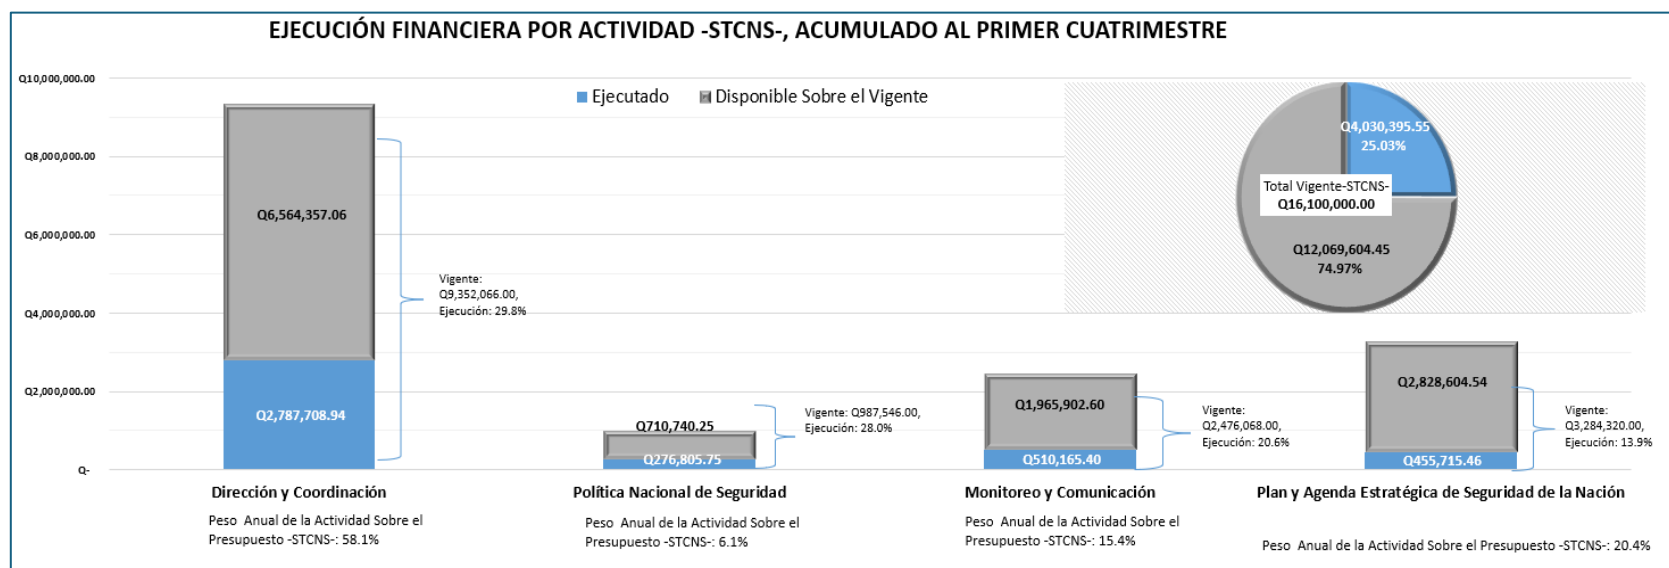 EJECUCIÓN FINANCIERA POR ACTIVIDAD -STCNS-, ACUMULADO AL PRIMER CUATRIMESTRE
Q10,000,000.00
Q8,000,000.00
Q6,000,000.00
Q4,000,000.00
Q2,000,000.00
Q-
Ejecutado
Disponible Sobre el Vigente
Q6,564,357.06
Q2,787,708.94
Vigente:
Q9,352,066.00,
Ejecución: 29.8%
Q710,740.25
Q276,805.75
Vigente: Q987,546.00,
Ejecución: 28.0%
Q1,965,902.60
Q510,165.40
Vigente:
Q2,476,068.00,
Ejecución: 20.6%
Q2,828,604.54
Q455,715.46
Vigente:
Q3,284,320.00,
Ejecución: 13.9%
Q4,030,395.55
25.03%
Total Vigente-STCNS-
Q16,100,000.00
Q12,069,604.45
74.97%
Dirección y Coordinación
Peso Anual de la Actividad Sobre el
Presupuesto -STCNS-: 58.1%
Política Nacional de Seguridad
Peso Anual de la Actividad Sobre el
Presupuesto -STCNS-: 6.1%
Monitoreo y Comunicación
Peso Anual de la Actividad Sobre el
Presupuesto -STCNS-: 15.4%
Plan y Agenda Estratégica de Seguridad de la Nación
Peso Anual de la Actividad Sobre el Presupuesto -STCNS-: 20.4%